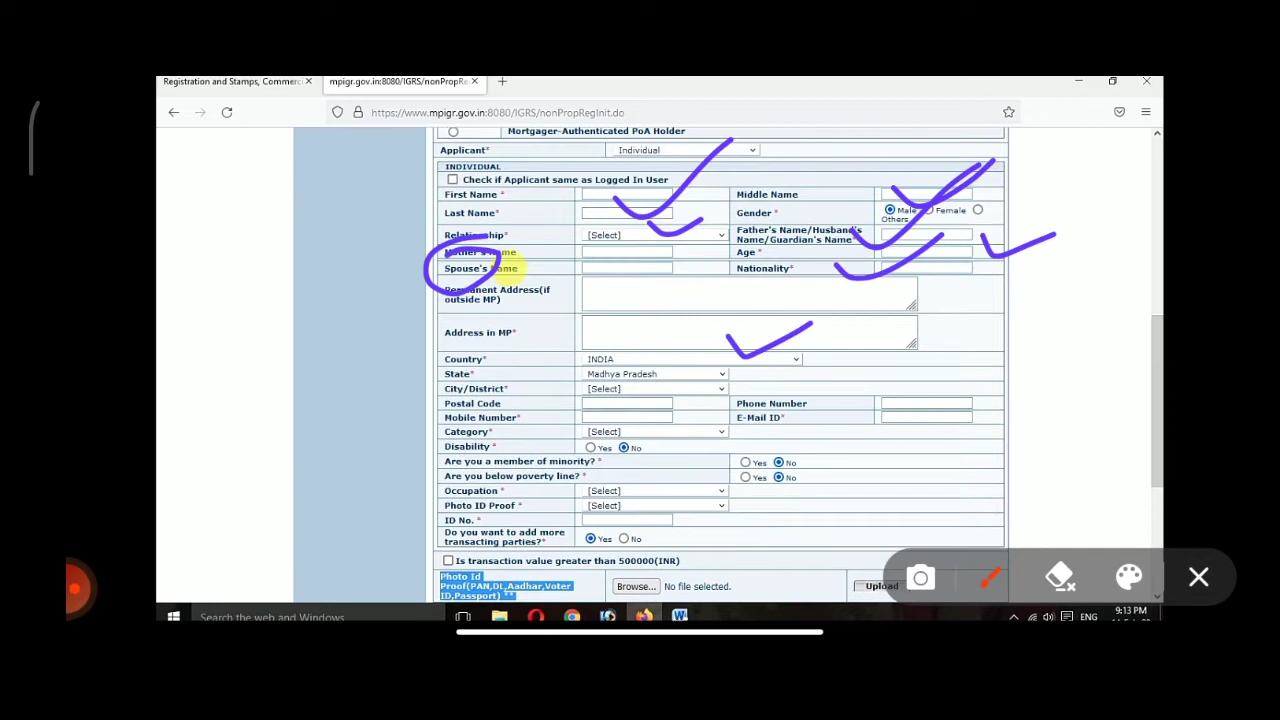 Registration and Stamps, Commerc × mpigr.gov.in:8080/IGRS/nonPropRe × +
https://www.mpigr.gov.in:8080/IGRS/nonPropRegInit.do
Mortgager-Authenticated PoA Holder
Applicant* Individual
INDIVIDUAL
Check if Applicant same as Logged In User
First Name * Middle Name
Last Name* Gender* Male Female
Others
Relationship* [Select] Father's Name/Husband's
Name/Guardian's Name*
Mother's Name Age *
Spouse's Name Nationality*
Permanent Address(if
outside MP)
Address in MP*
Country* INDIA
State* Madhya Pradesh
City/District* [Select]
Postal Code Phone Number
Mobile Number* E-Mail ID*
Category* [Select]
Disability * Yes No
Are you a member of minority? * Yes No
Are you below poverty line? * Yes No
Occupation * [Select]
Photo ID Proof * [Select]
ID No. *
Do you want to add more
transacting parties?* Yes No
Is transaction value greater than 500000(INR)
Photo Id
Proof(PAN,DL,Aadhar,Voter
ID,Passport) ** Browse... No file selected. Upload
Search the web and Windows ENG 9:13 PM